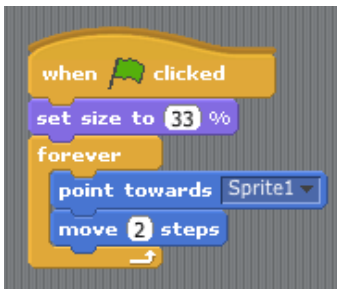 when clicked
set size to 33 %
forever
point towards Sprite1
move 2 steps